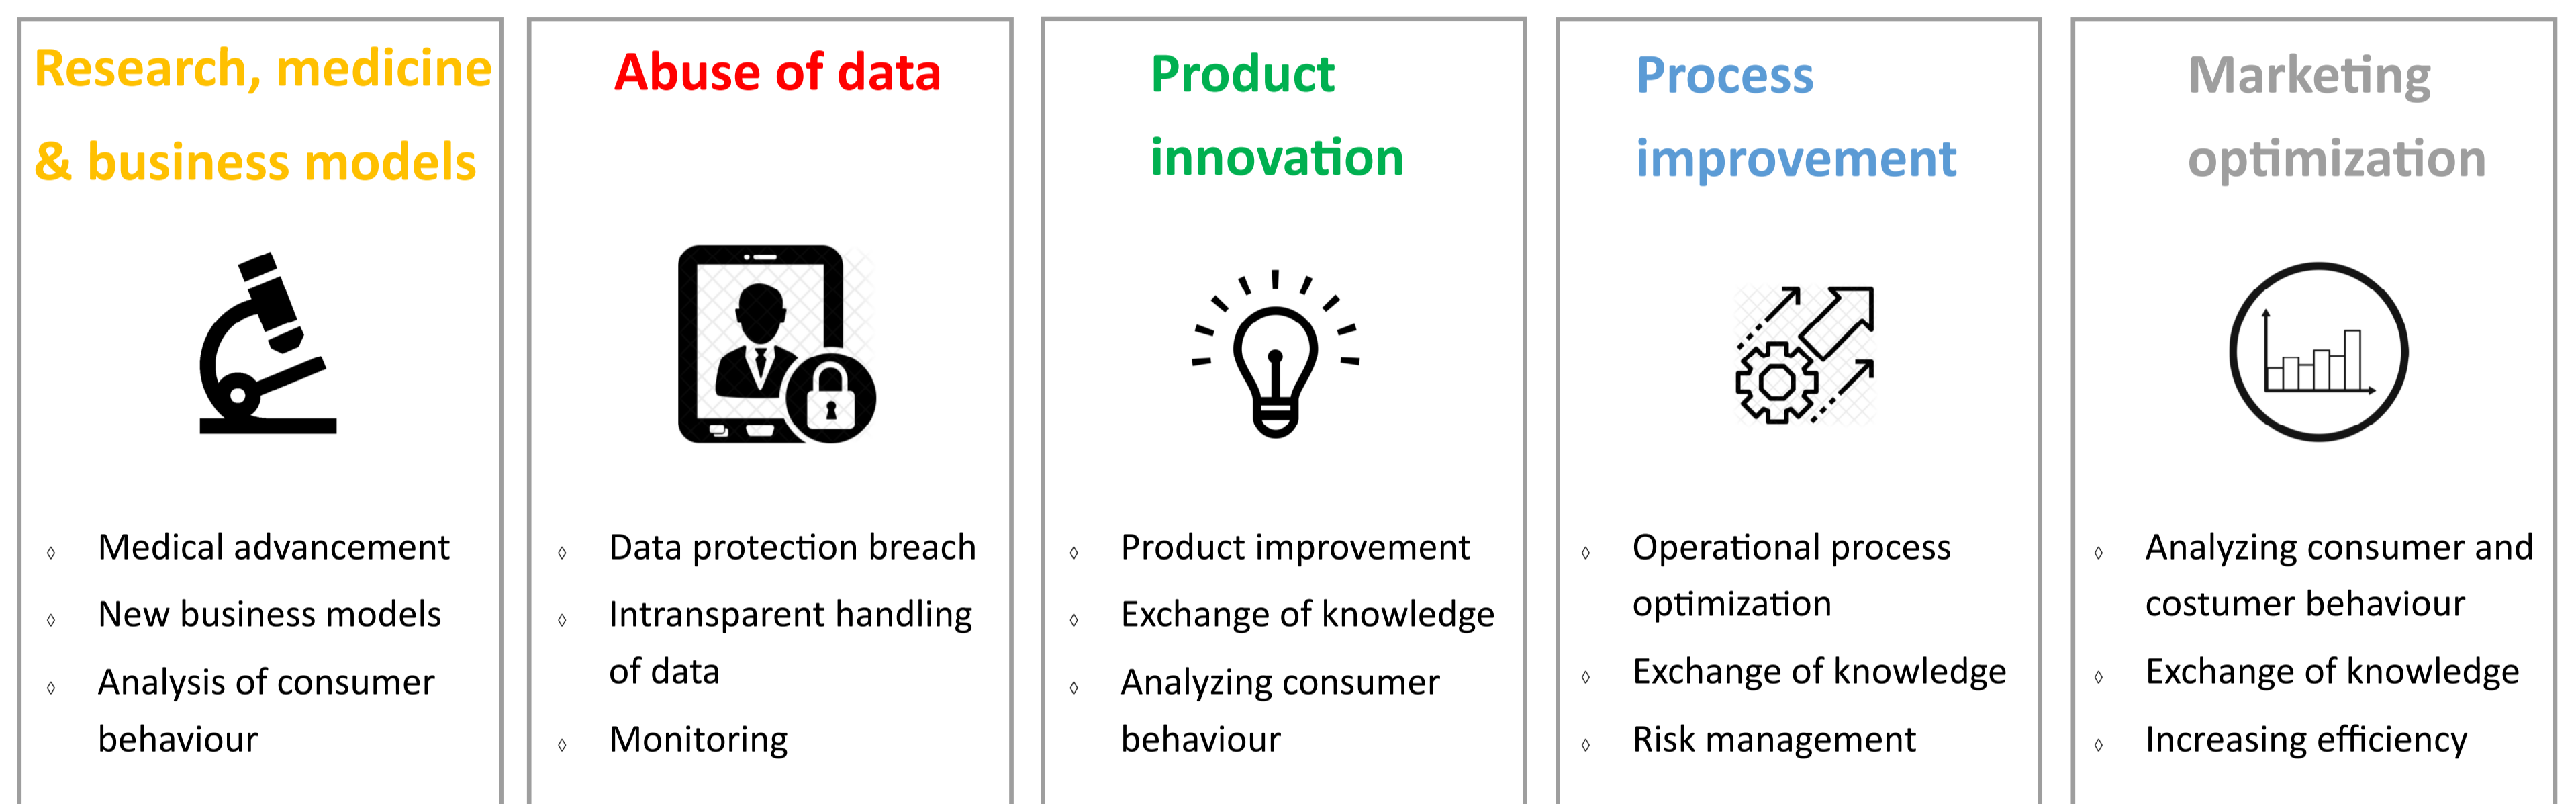 Research, medicine
& business models
Medical advancement
New business models
Analysis of consumer
behaviour
Abuse of data
Data protection breach
Intransparent handling
of data
Monitoring
Product
innovation
Product improvement
Exchange of knowledge
Analyzing consumer
behaviour
Process
improvement
Operational process
optimization
Exchange of knowledge
Risk management
Marketing
optimization
Analyzing consumer and
costumer behaviour
Exchange of knowledge
Increasing efficiency